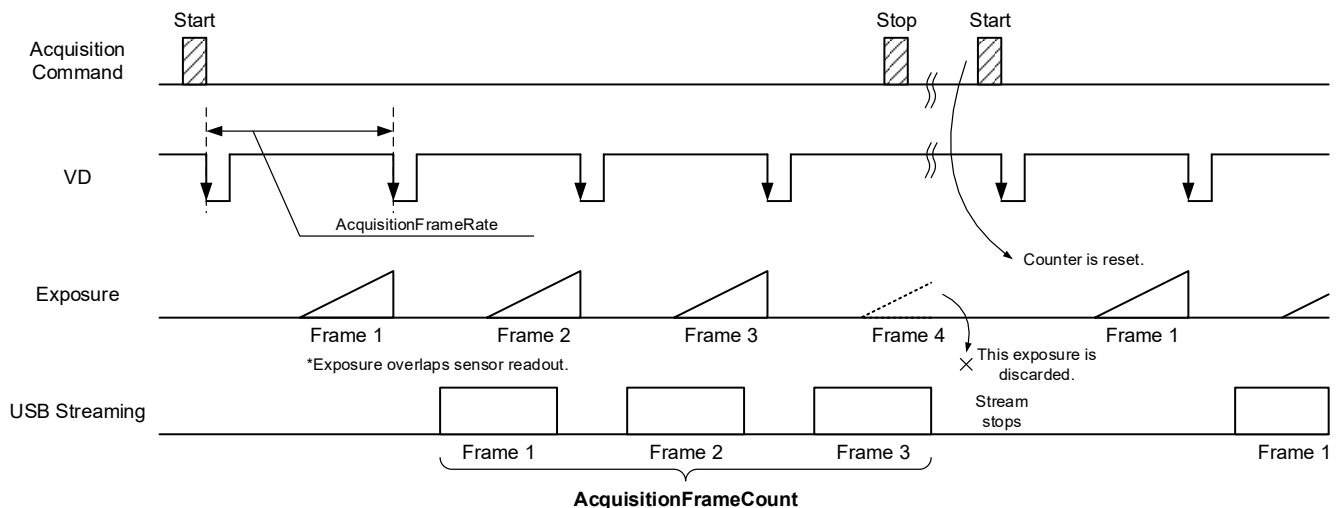 Start
Stop
Start
Acquisition
Command
VD
AcquisitionFrameRate
Counter is reset.
Exposure
Frame 1
Frame 2
Frame 3
Frame 4
Frame 1
*Exposure overlaps sensor readout.
This exposure is
discarded.
USB Streaming
Stream
stops
Frame 1
Frame 2
Frame 3
Frame 1
AcquisitionFrameCount